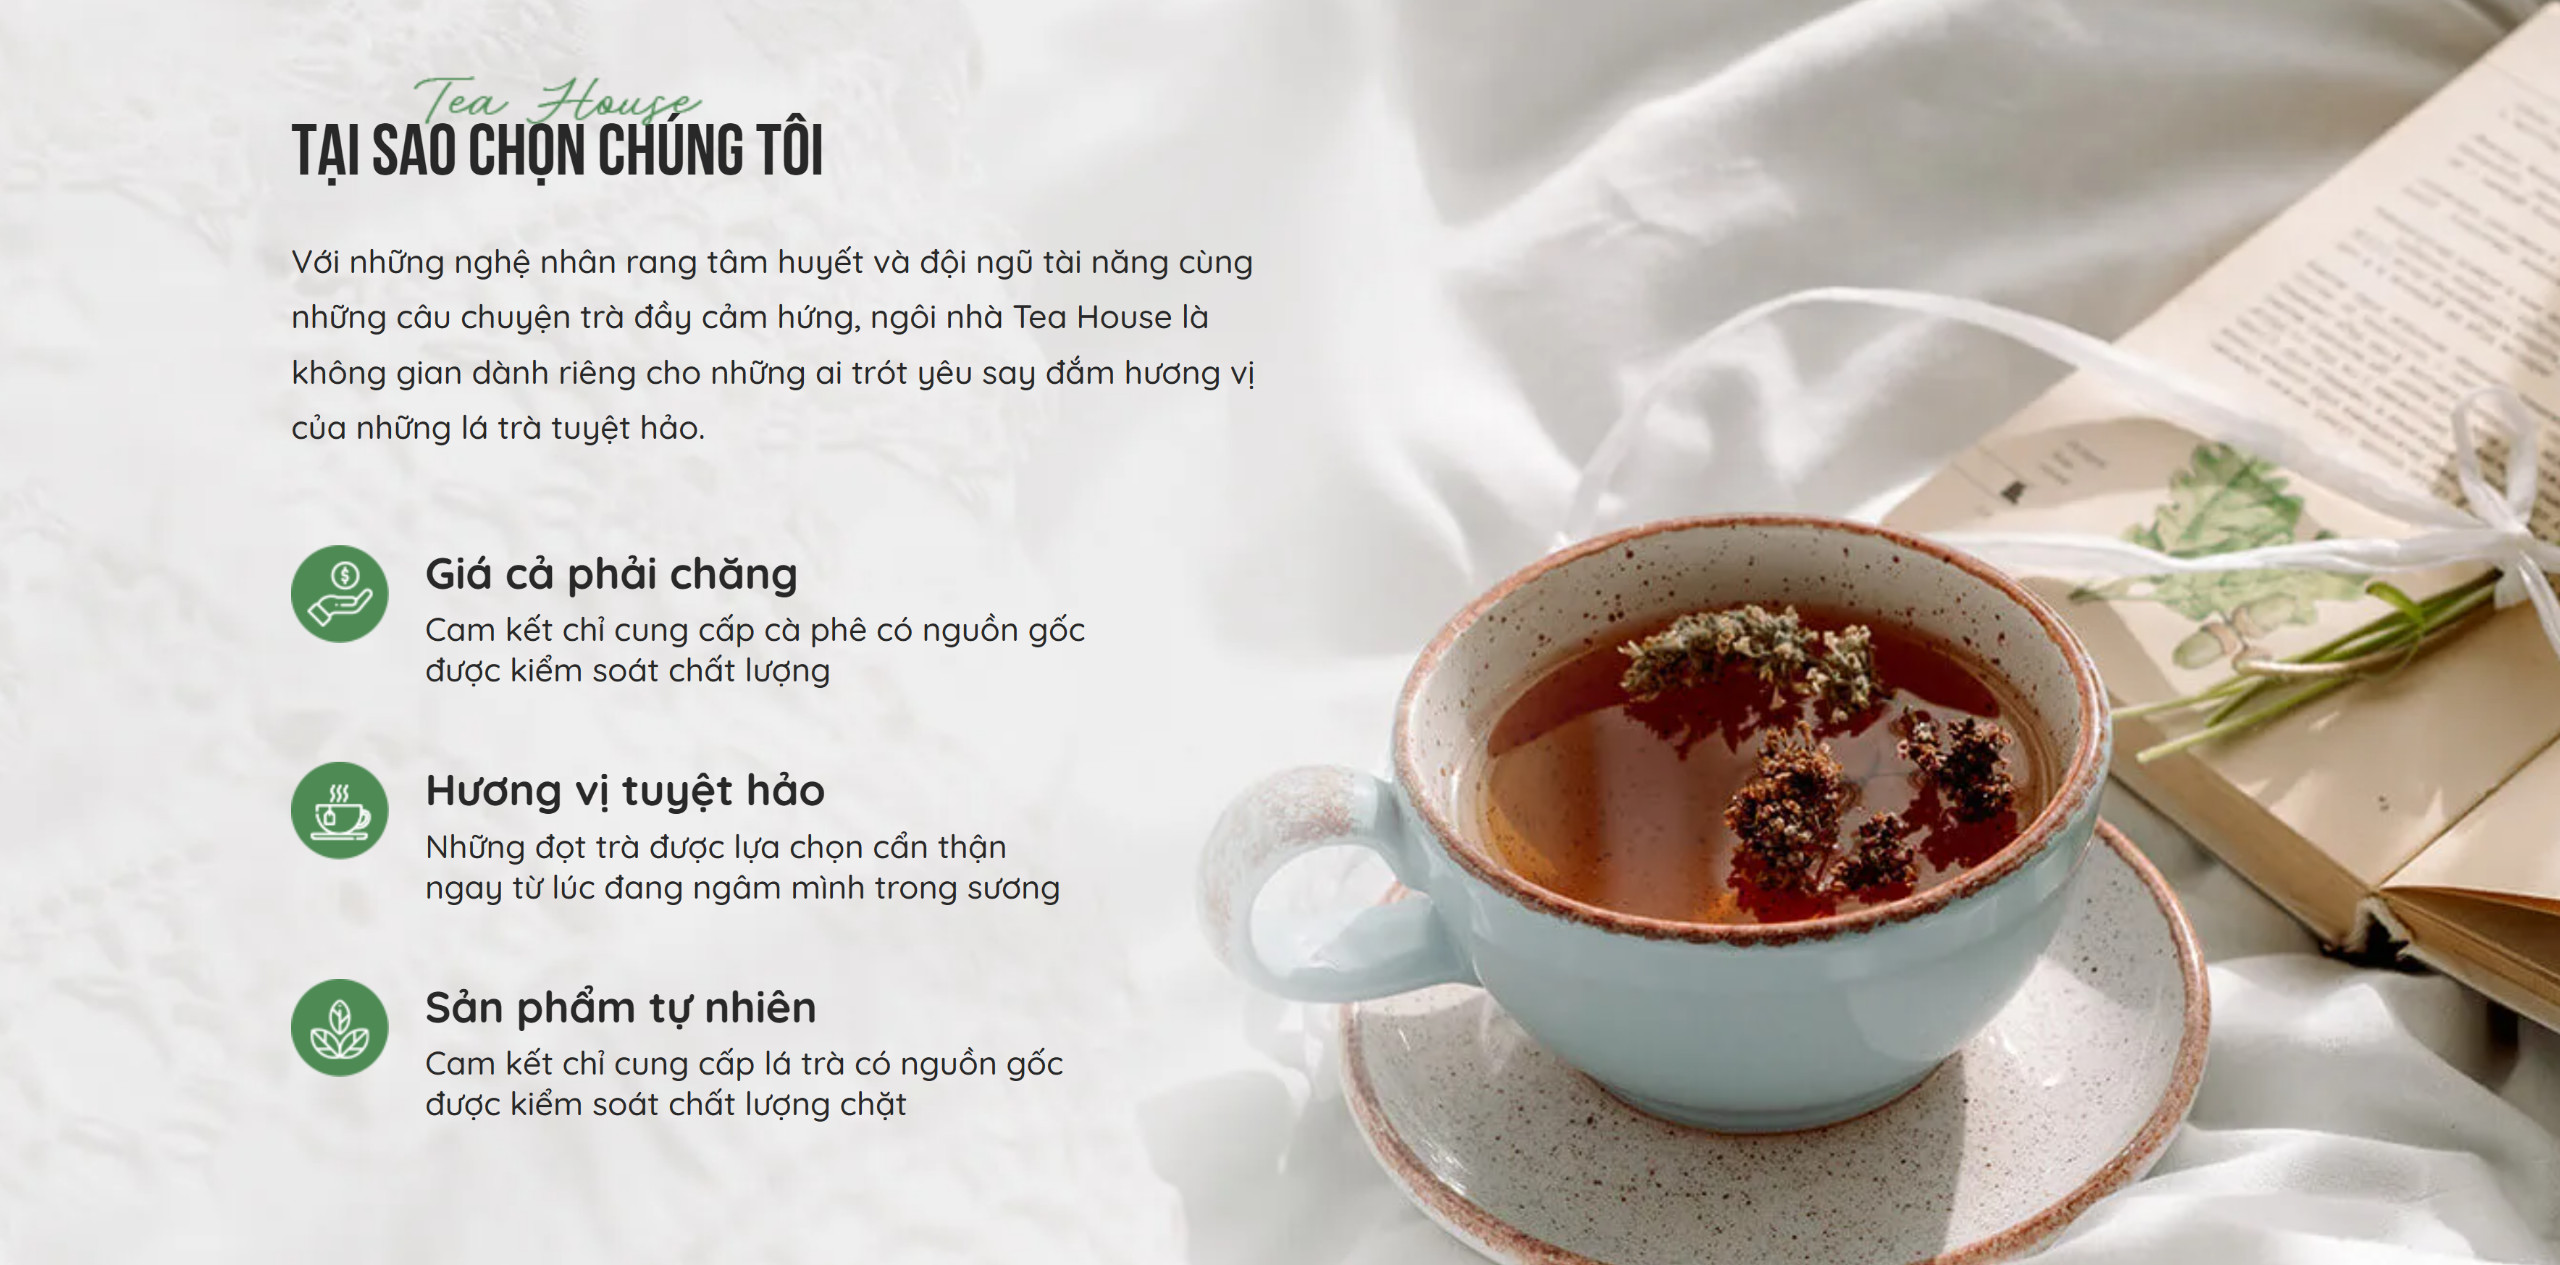 Tea House
TẠI SAO CHỌN CHÚNG TÔI
Với những nghệ nhân rang tâm huyết và đội ngũ tài năng cùng
những câu chuyện trà đầy cảm hứng, ngôi nhà Tea House là
không gian dành riêng cho những ai trót yêu say đắm hương vị
của những lá trà tuyệt hảo.
Giá cả phải chăng
Cam kết chỉ cung cấp cà phê có nguồn gốc
được kiểm soát chất lượng
Hương vị tuyệt hảo
Những đọt trà được lựa chọn cẩn thận
ngay từ lúc đang ngâm mình trong sương
Sản phẩm tự nhiên
Cam kết chỉ cung cấp lá trà có nguồn gốc
được kiểm soát chất lượng chặt